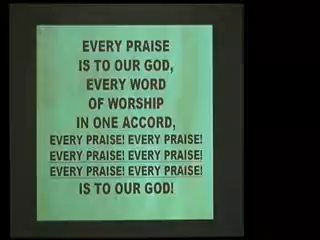 EVERY PRAISE
IS TO OUR GOD,
EVERY WORD
OF WORSHIP
IN ONE ACCORD,
EVERY PRAISE! EVERY PRAISE!
EVERY PRAISE! EVERY PRAISE!
EVERY PRAISE! EVERY PRAISE!
IS TO OUR GOD!